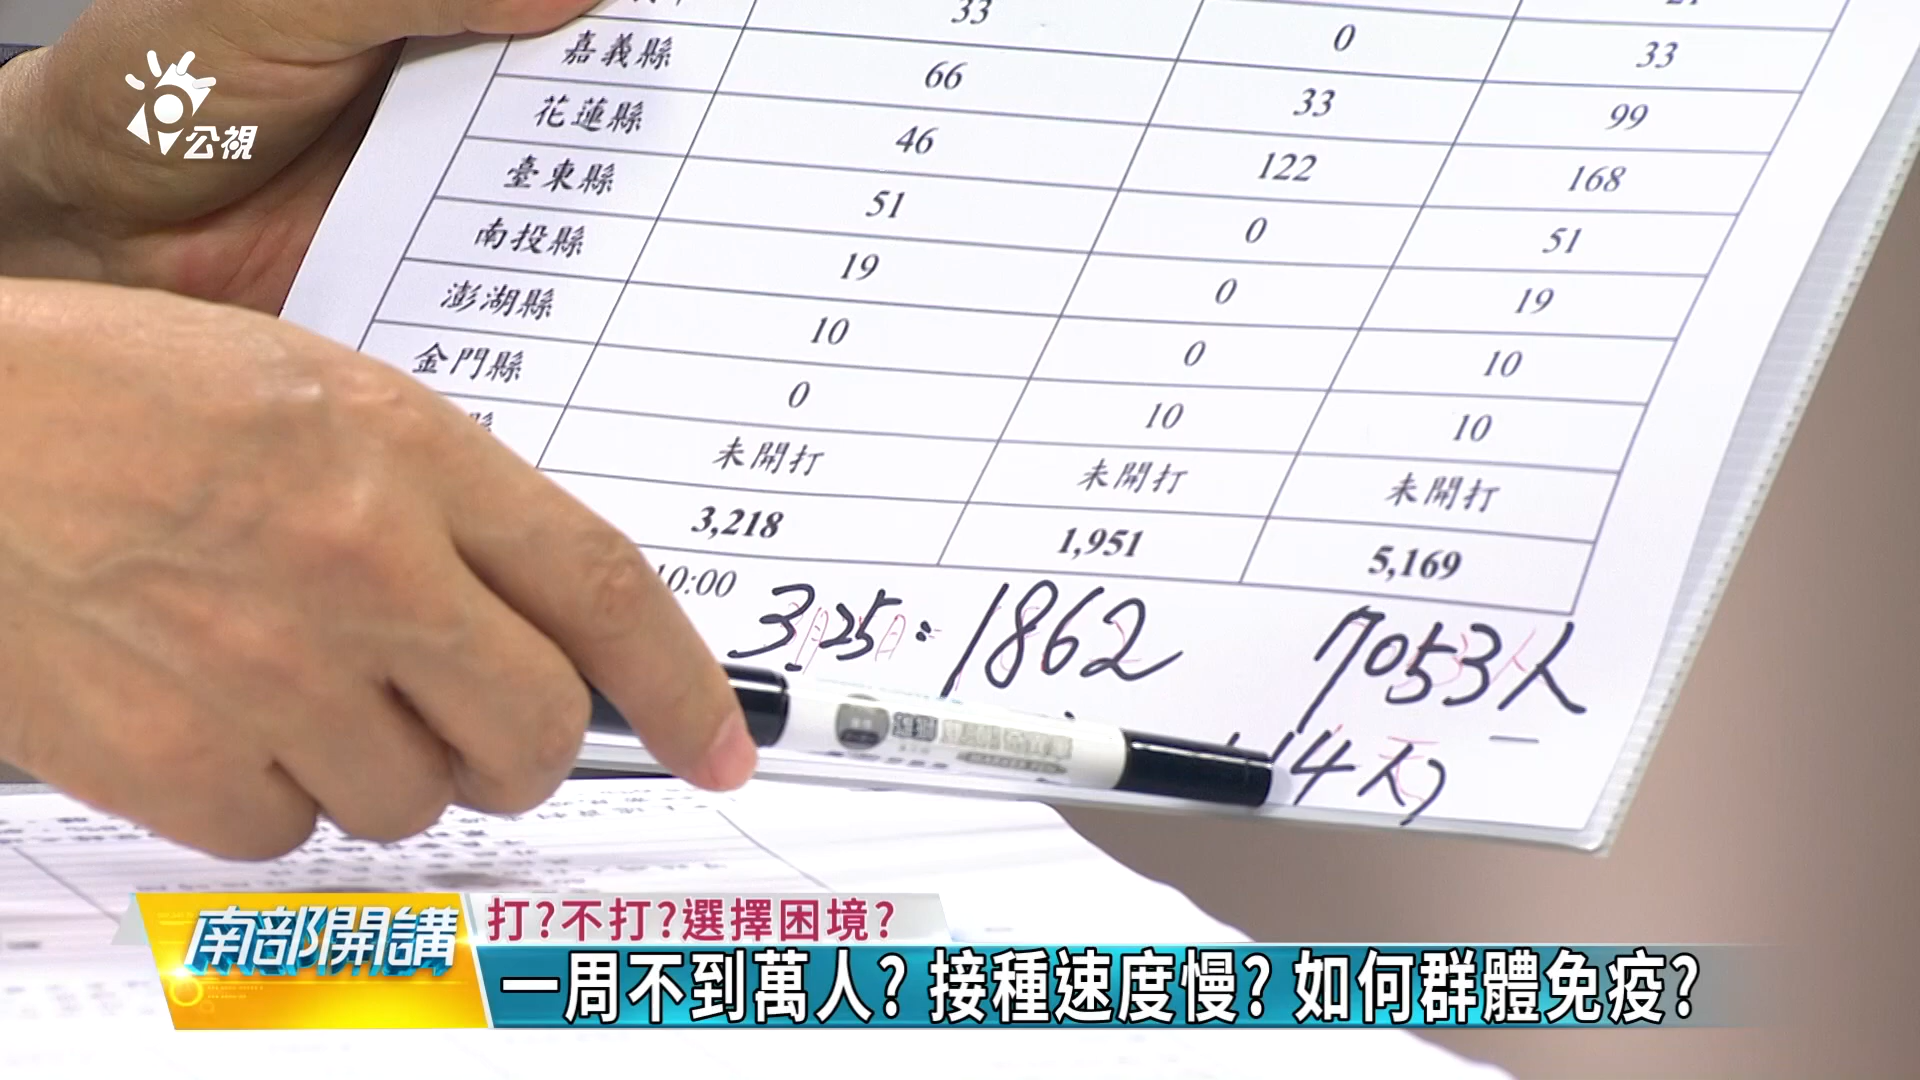 公視
33 0 33
嘉義縣 66 33 99
花蓮縣 46 122 168
臺東縣 51 0 51
南投縣 19 0 19
澎湖縣 10 0 10
金門縣 0 10 10
縣 未開打 未開打 未開打
3,218 1,951 5,169
10:00
3.25: 1862 7053人
14人
南部開講
打?不打?選擇困境?
一周不到萬人? 接種速度慢? 如何群體免疫?